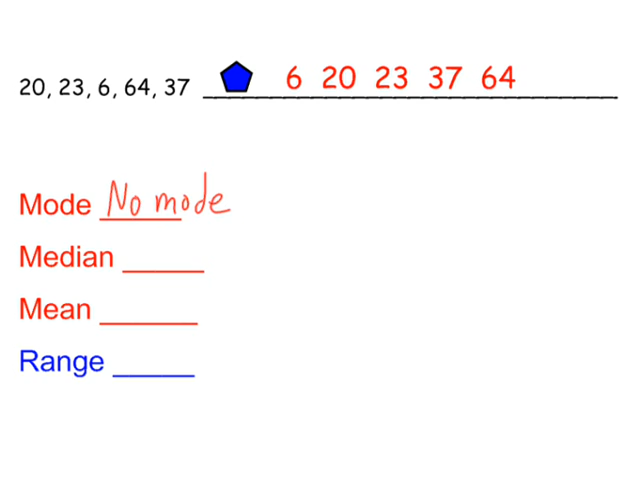 20, 23, 6, 64, 37 6 20 23 37 64
Mode No mode
Median
Mean
Range